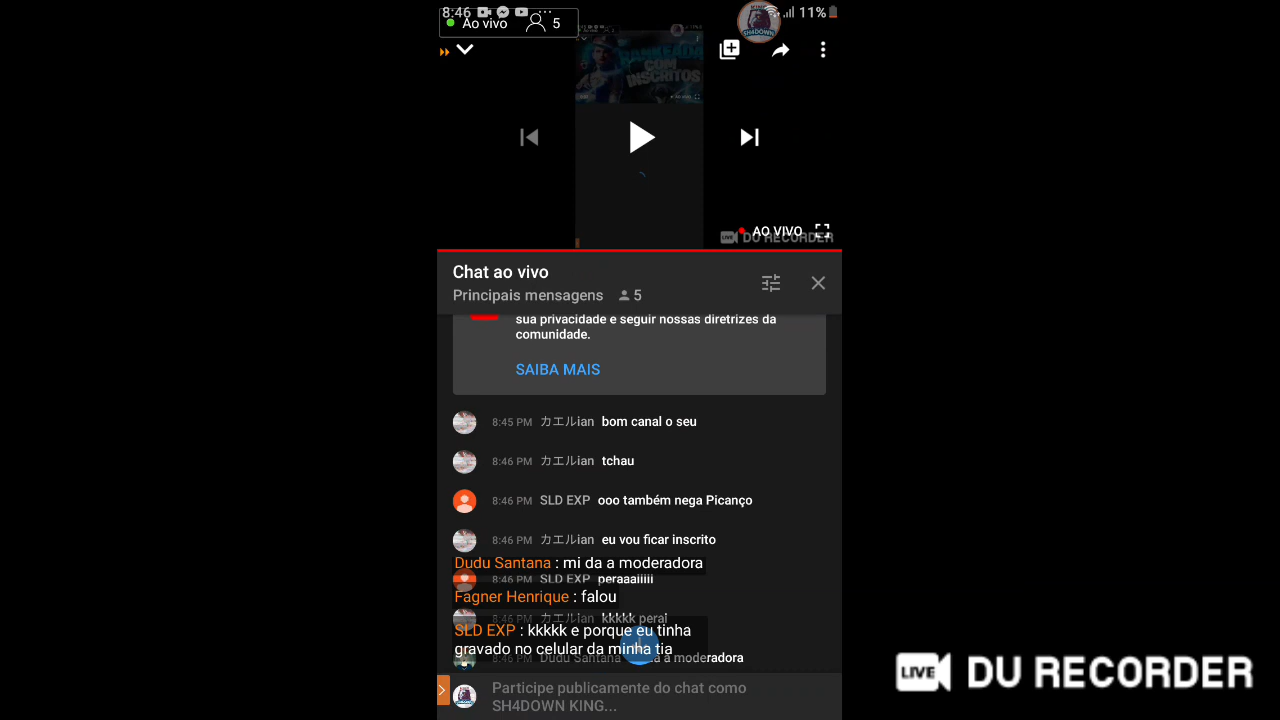 8:46
11%
Ao vivo 5
SH4DOWN
COM
INSCRITOS
AO VIVO
DU RECORDER
Chat ao vivo
Principais mensagens 5
sua privacidade e seguir nossas diretrizes da
comunidade.
SAIBA MAIS
8:45 PM カエルian bom canal o seu
8:46 PM カエルian tchau
8:46 PM SLD EXP ooo também nega Picanço
8:46 PM カエルian eu vou ficar inscrito
Dudu Santana : mi da a moderadora
8:46 PM SLD EXP peraaaiiiii
Fagner Henrique : falou
8:46 PM カエルian kkkkk perai
SLD EXP : kkkkk e porque eu tinha
gravado no celular da minha tia
Dudu Santana a moderadora
Participe publicamente do chat como
SH4DOWN KING...
LIVE DU RECORDER